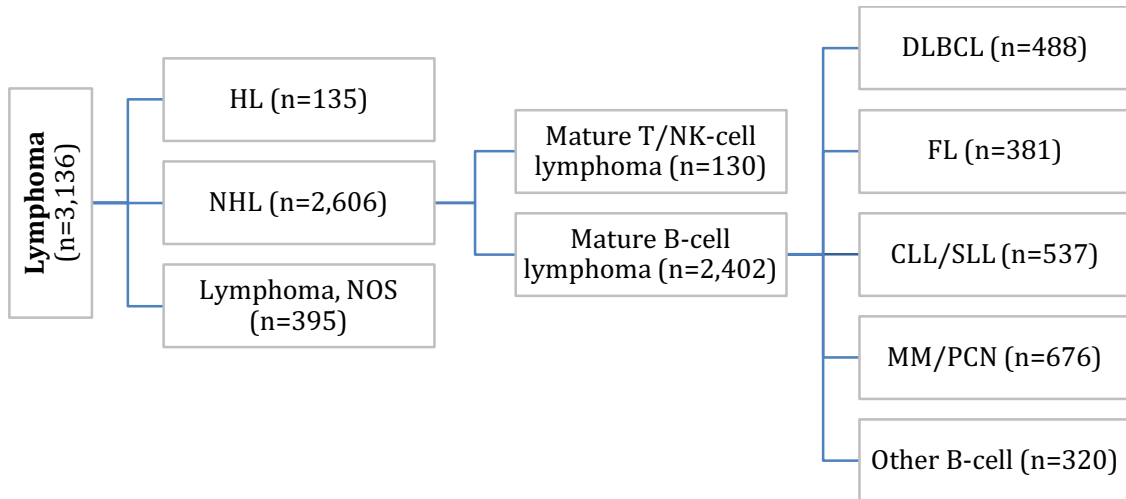 Lymphoma
(n=3,136)
HL (n=135)
NHL (n=2,606)
Lymphoma, NOS
(n=395)
Mature T/NK-cell
lymphoma (n=130)
Mature B-cell
lymphoma (n=2,402)
DLBCL (n=488)
FL (n=381)
CLL/SLL (n=537)
MM/PCN (n=676)
Other B-cell (n=320)